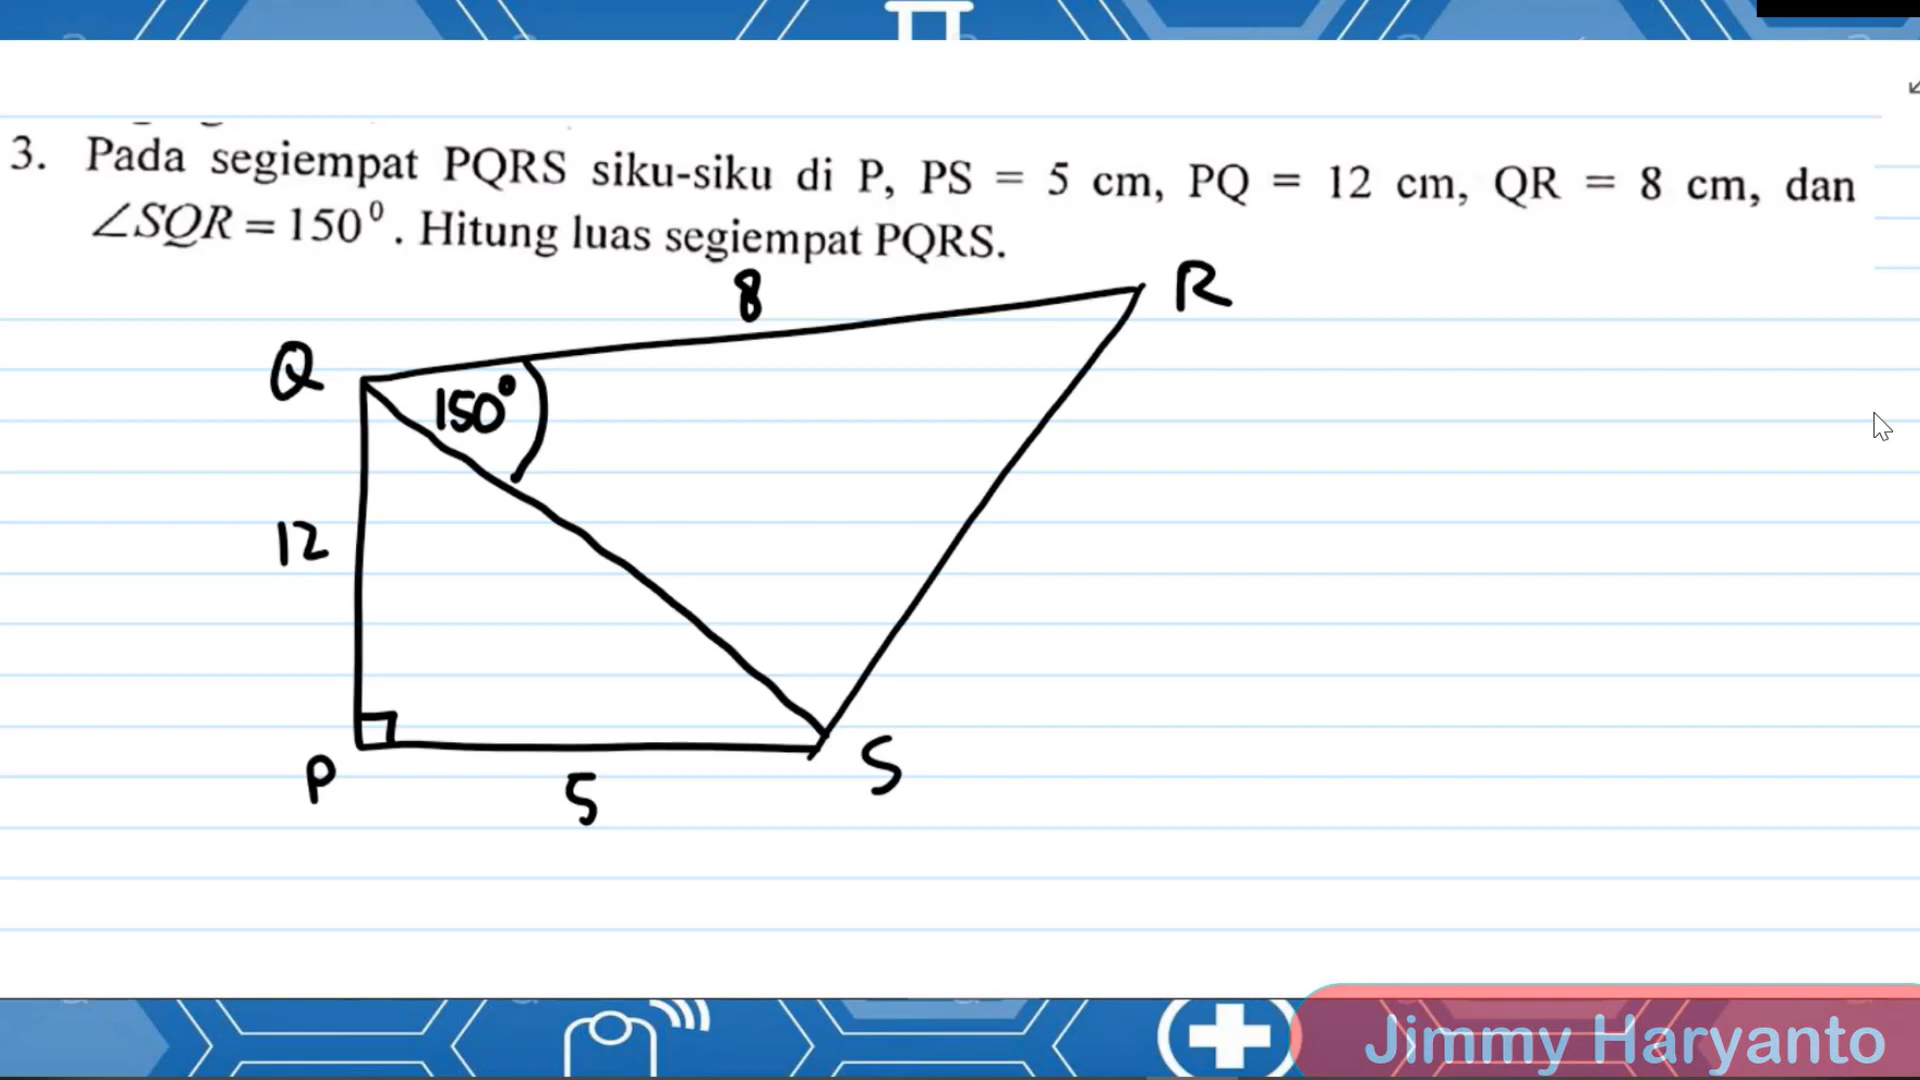 3. Pada segiempat PQRS siku-siku di P, PS = 5 cm, PQ = 12 cm, QR = 8 cm, dan
∠SQR = 150⁰. Hitung luas segiempat PQRS.
8
R
Q
150°
12
P
5
S
Jimmy Haryanto